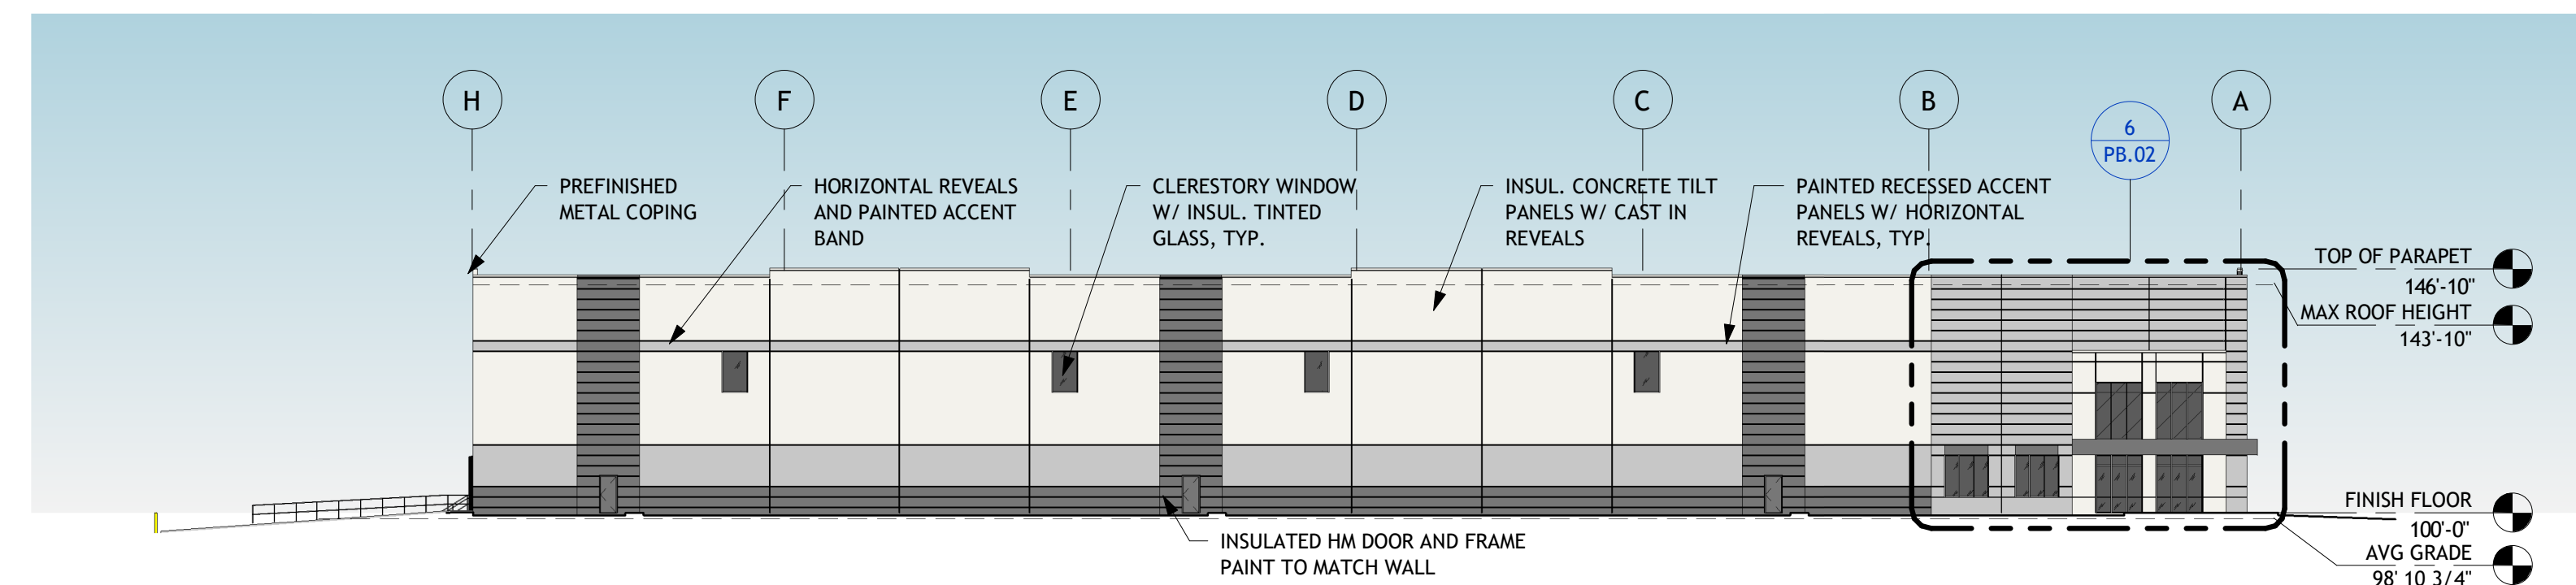 H
F
E
D
C
B
A
6
PB.02
PREFINISHED
METAL COPING
HORIZONTAL REVEALS
AND PAINTED ACCENT
BAND
CLERESTORY WINDOW
W/ INSUL. TINTED
GLASS, TYP.
INSUL. CONCRETE TILT
PANELS W/ CAST IN
REVEALS
PAINTED RECESSED ACCENT
PANELS W/ HORIZONTAL
REVEALS, TYP.
TOP OF PARAPET
146'-10"
MAX ROOF HEIGHT
143'-10"
FINISH FLOOR
100'-0"
AVG GRADE
98' 10 3/4"
INSULATED HM DOOR AND FRAME
PAINT TO MATCH WALL